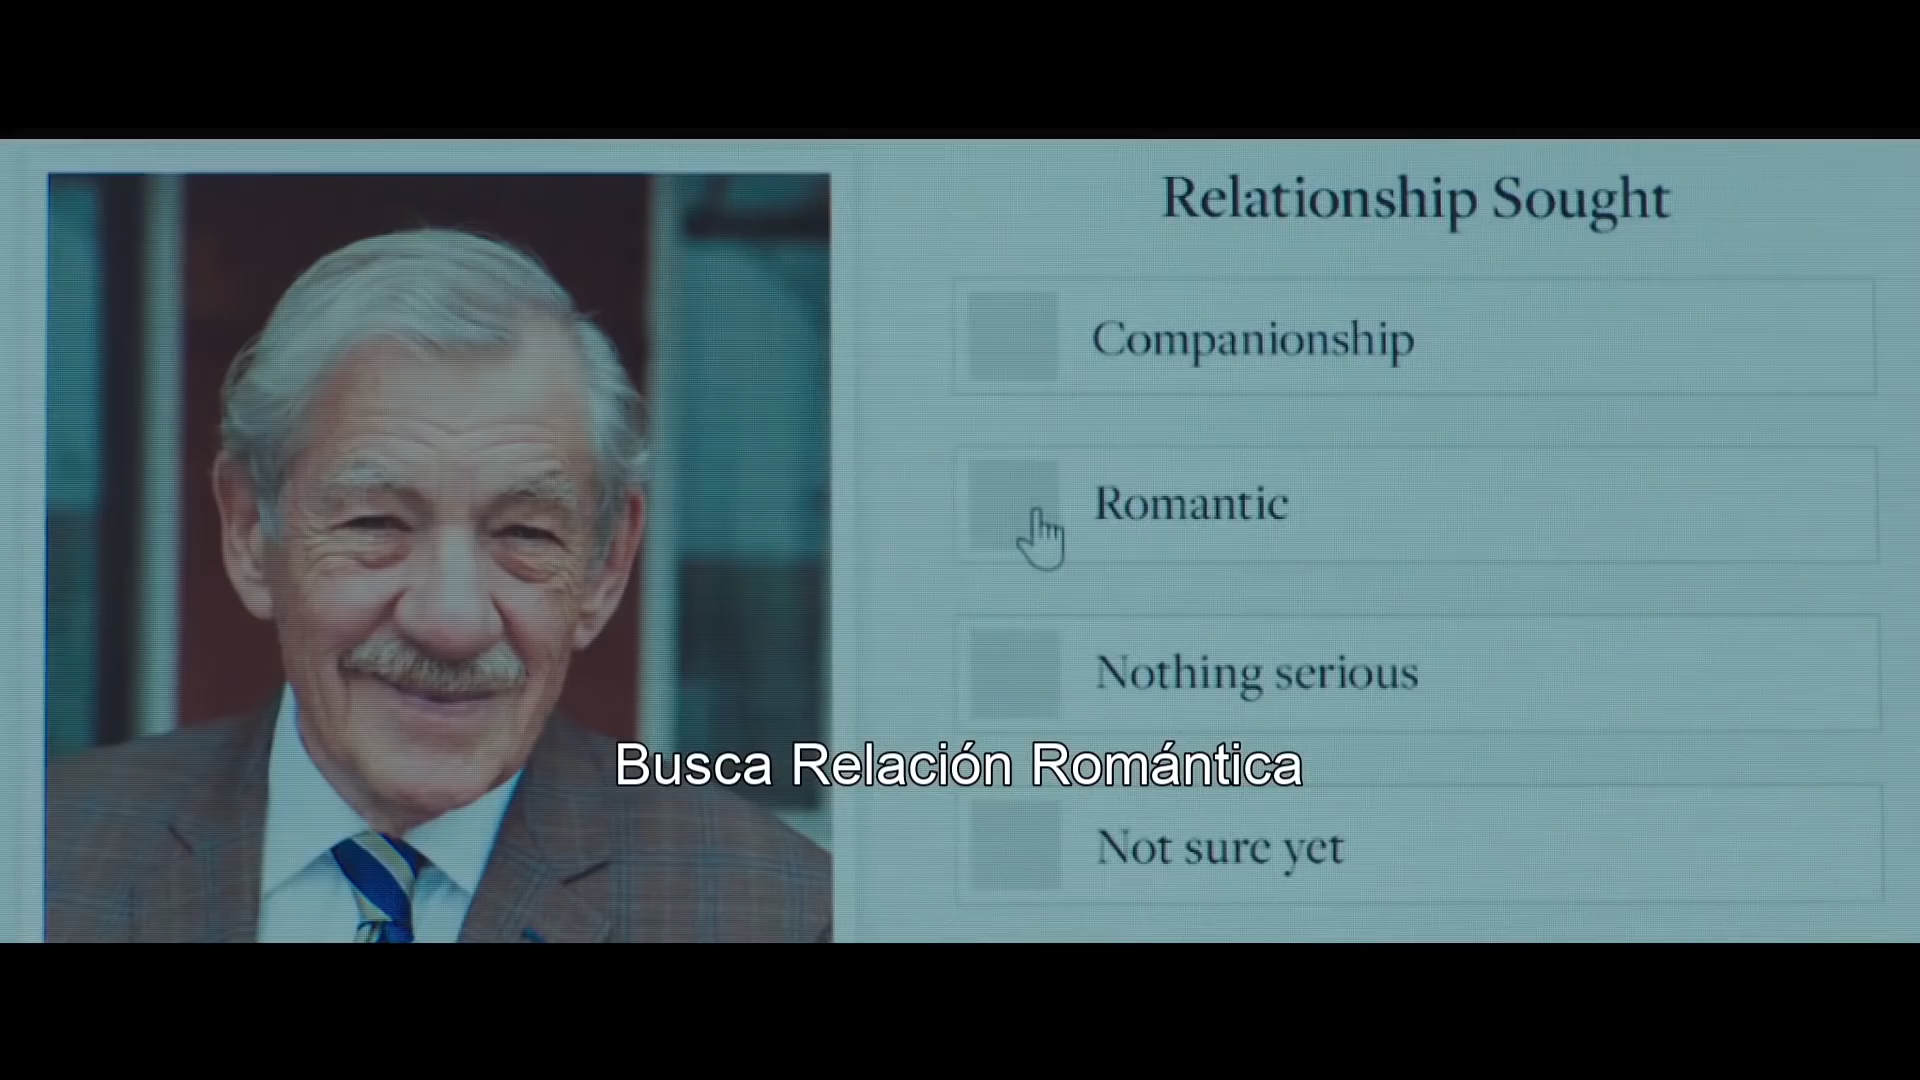 Relationship Sought
Companionship
Romantic
Nothing serious
Busca Relación Romántica
Not sure yet